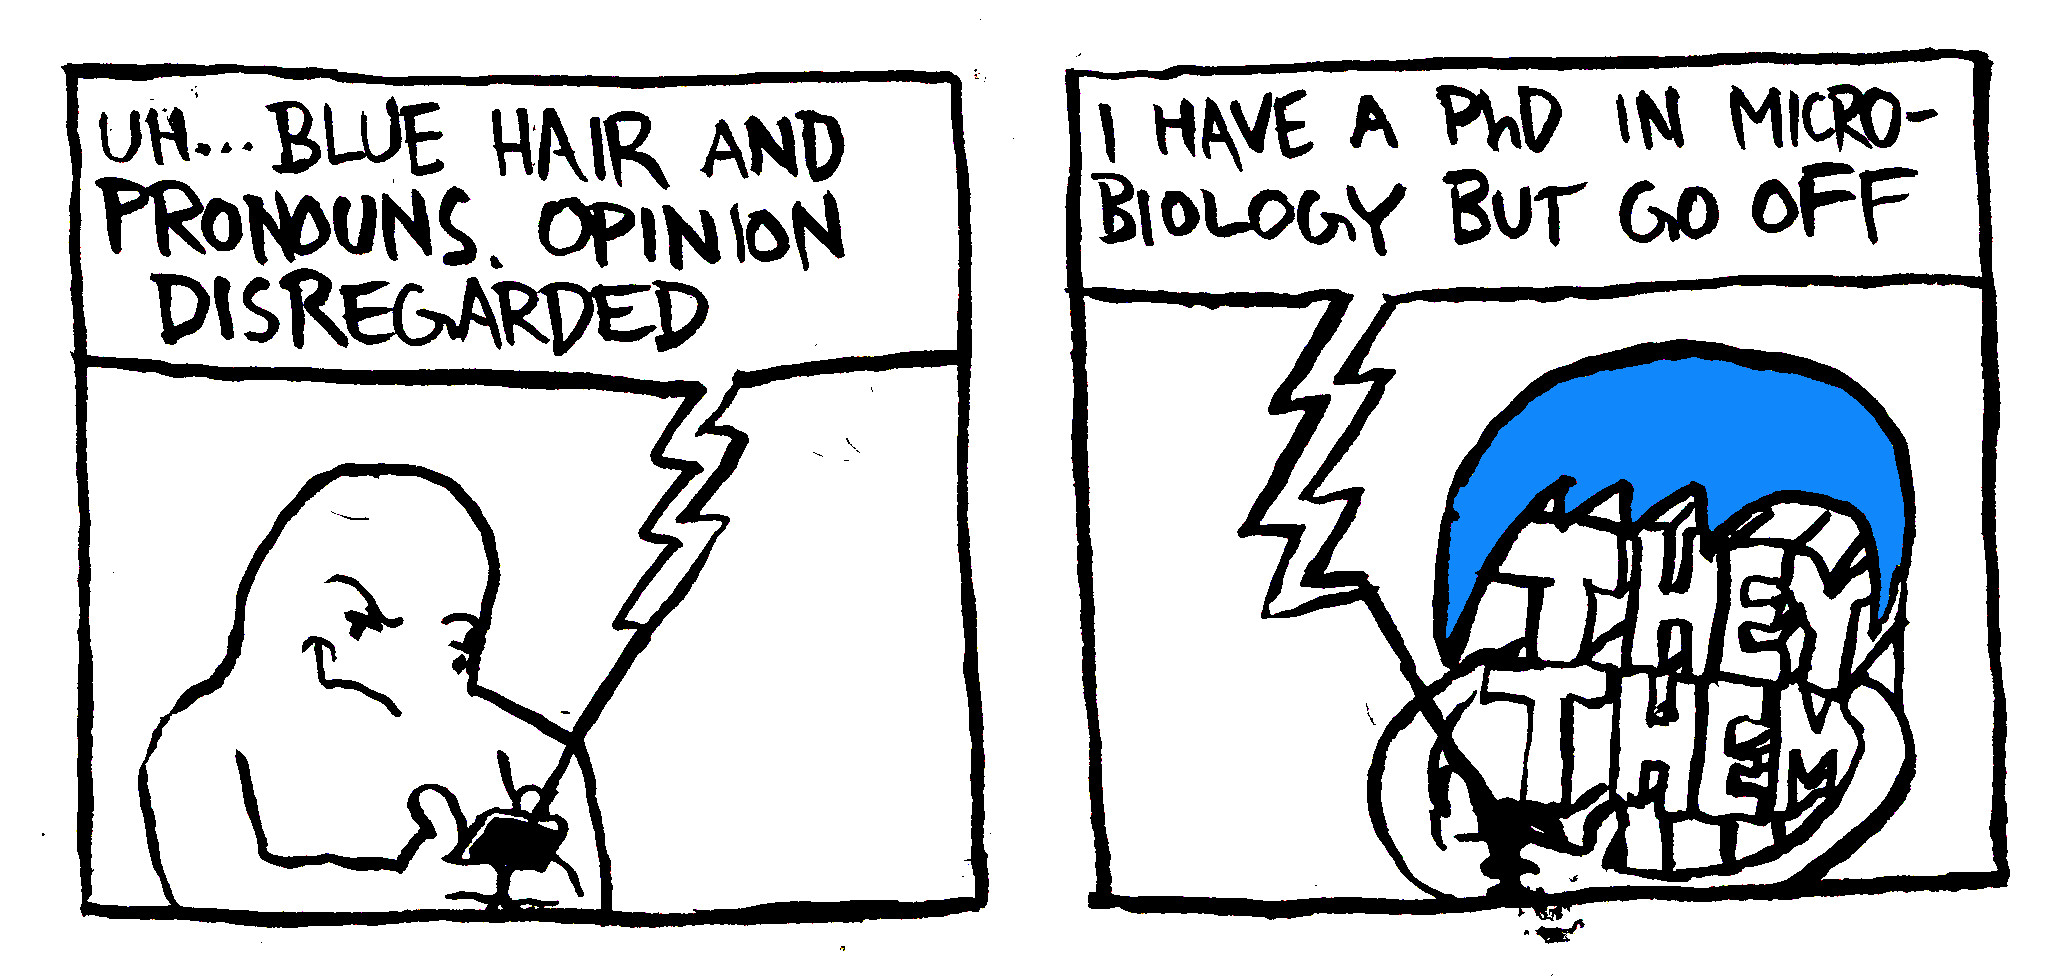 UH... BLUE HAIR AND
PRONOUNS. OPINION
DISREGARDED
I HAVE A PhD IN MICRO-
BIOLOGY BUT GO OFF
THEY
THEM